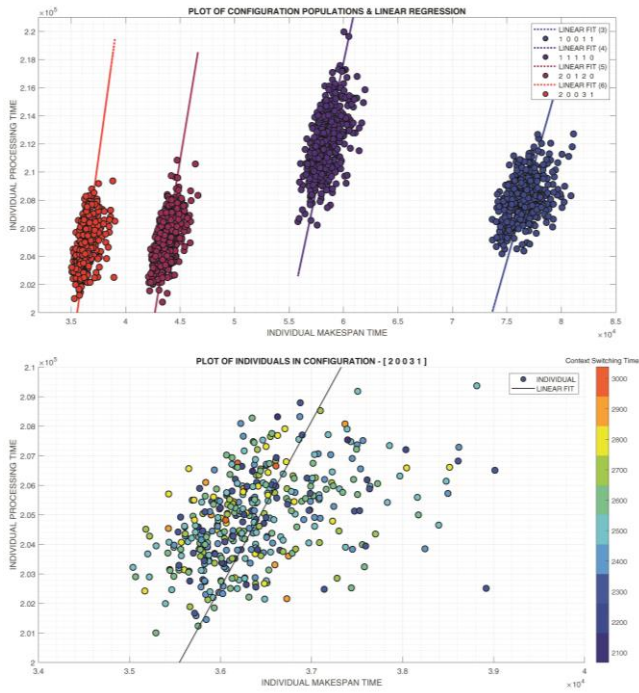 PLOT OF CONFIGURATION POPULATIONS & LINEAR REGRESSION
×10⁵
2.2
2.18
2.16
2.14
2.12
2.1
2.08
2.06
2.04
2.02
2
INDIVIDUAL PROCESSING TIME
LINEAR FIT (3)
1 0 0 1 1
LINEAR FIT (4)
1 1 1 1 0
LINEAR FIT (5)
2 0 1 2 0
LINEAR FIT (6)
2 0 0 3 1
3.5 4 4.5 5 5.5 6 6.5 7 7.5 8 8.5
INDIVIDUAL MAKESPAN TIME
×10⁴
PLOT OF INDIVIDUALS IN CONFIGURATION - [ 2 0 0 3 1 ]
×10⁵
2.1
2.09
2.08
2.07
2.06
2.05
2.04
2.03
2.02
2.01
2
INDIVIDUAL PROCESSING TIME
INDIVIDUAL
LINEAR FIT
3.4 3.5 3.6 3.7 3.8 3.9 4
INDIVIDUAL MAKESPAN TIME
×10⁴
Context Switching Time
3000
2900
2800
2700
2600
2500
2400
2300
2200
2100